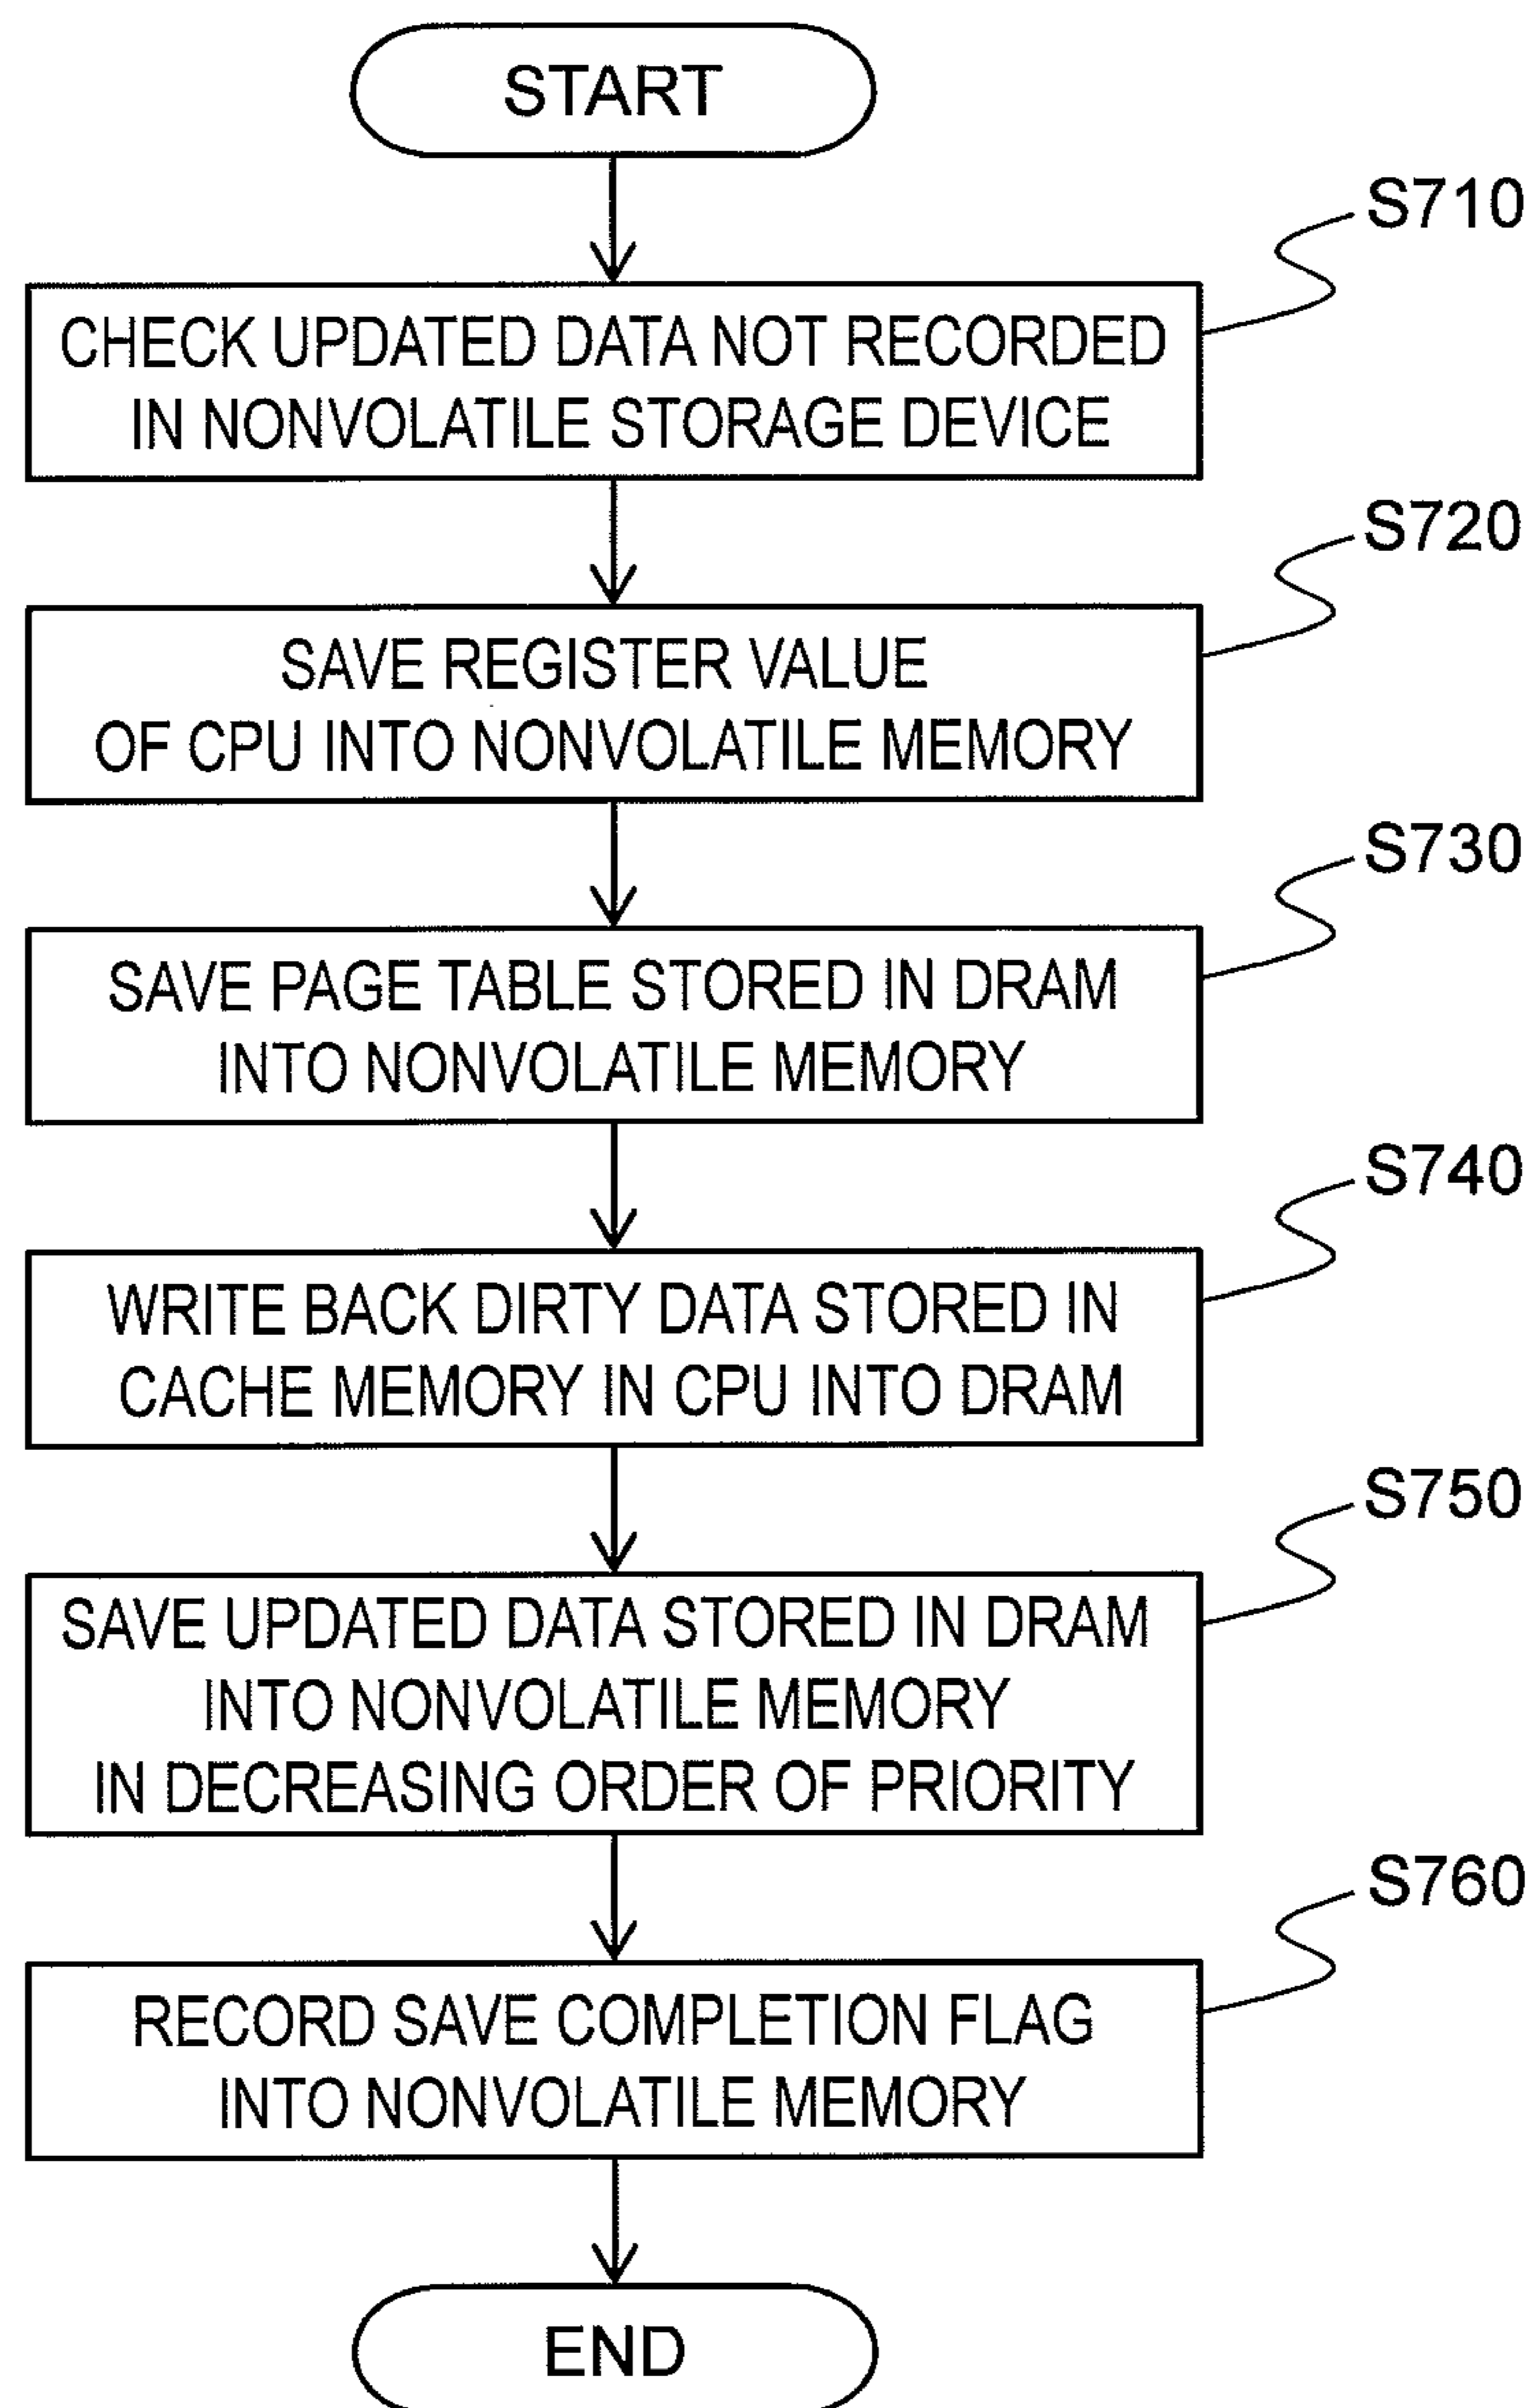 START
S710
CHECK UPDATED DATA NOT RECORDED
IN NONVOLATILE STORAGE DEVICE
S720
SAVE REGISTER VALUE
OF CPU INTO NONVOLATILE MEMORY
S730
SAVE PAGE TABLE STORED IN DRAM
INTO NONVOLATILE MEMORY
S740
WRITE BACK DIRTY DATA STORED IN
CACHE MEMORY IN CPU INTO DRAM
S750
SAVE UPDATED DATA STORED IN DRAM
INTO NONVOLATILE MEMORY
IN DECREASING ORDER OF PRIORITY
S760
RECORD SAVE COMPLETION FLAG
INTO NONVOLATILE MEMORY
END